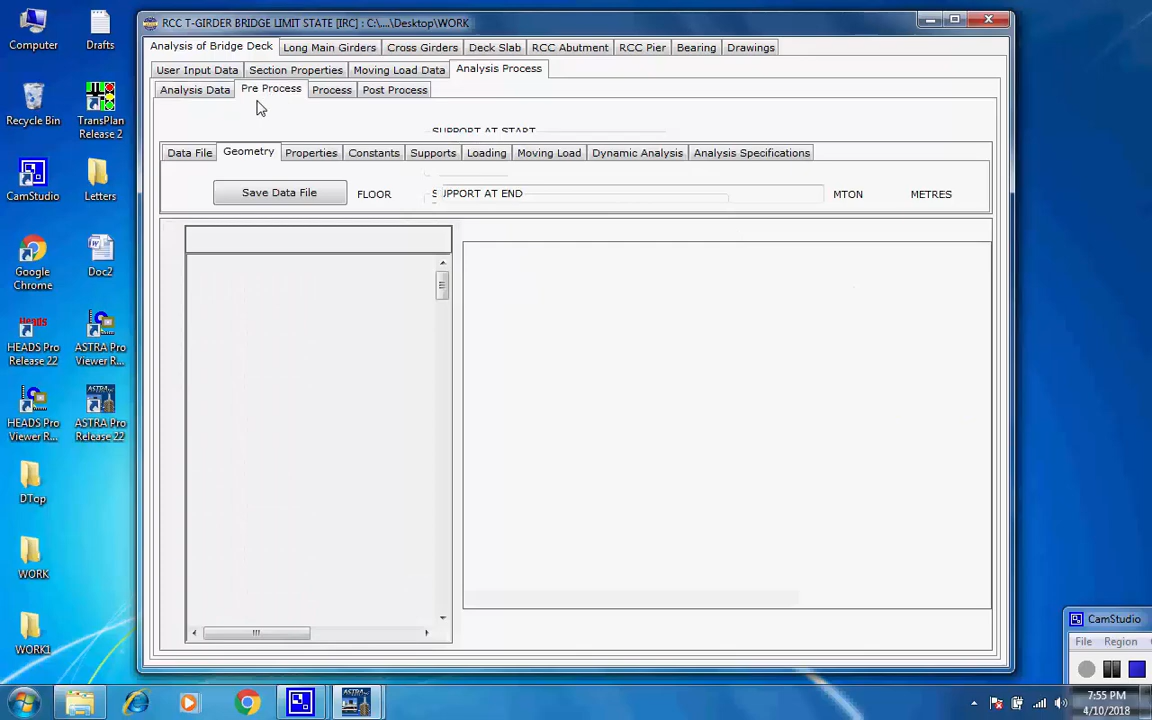 RCC T-GIRDER BRIDGE LIMIT STATE [IRC] : C:\....\Desktop\WORK
Analysis of Bridge Deck Long Main Girders Cross Girders Deck Slab RCC Abutment RCC Pier Bearing Drawings
User Input Data Section Properties Moving Load Data Analysis Process
Analysis Data Pre Process Process Post Process
SUPPORT AT START
Data File Geometry Properties Constants Supports Loading Moving Load Dynamic Analysis Analysis Specifications
Save Data File FLOOR SUPPORT AT END MTON METRES
Computer
Drafts
Recycle Bin
TransPlan
Release 2
CamStudio
Letters
Google
Chrome
Doc2
Heads
HEADS Pro
Release 22
ASTRA Pro
Viewer R...
HEADS Pro
Viewer R...
ASTRA...
ASTRA Pro
Release 22
DTop
WORK
WORK1
CamStudio
File Region
ASTRA...
7:55 PM
4/10/2018